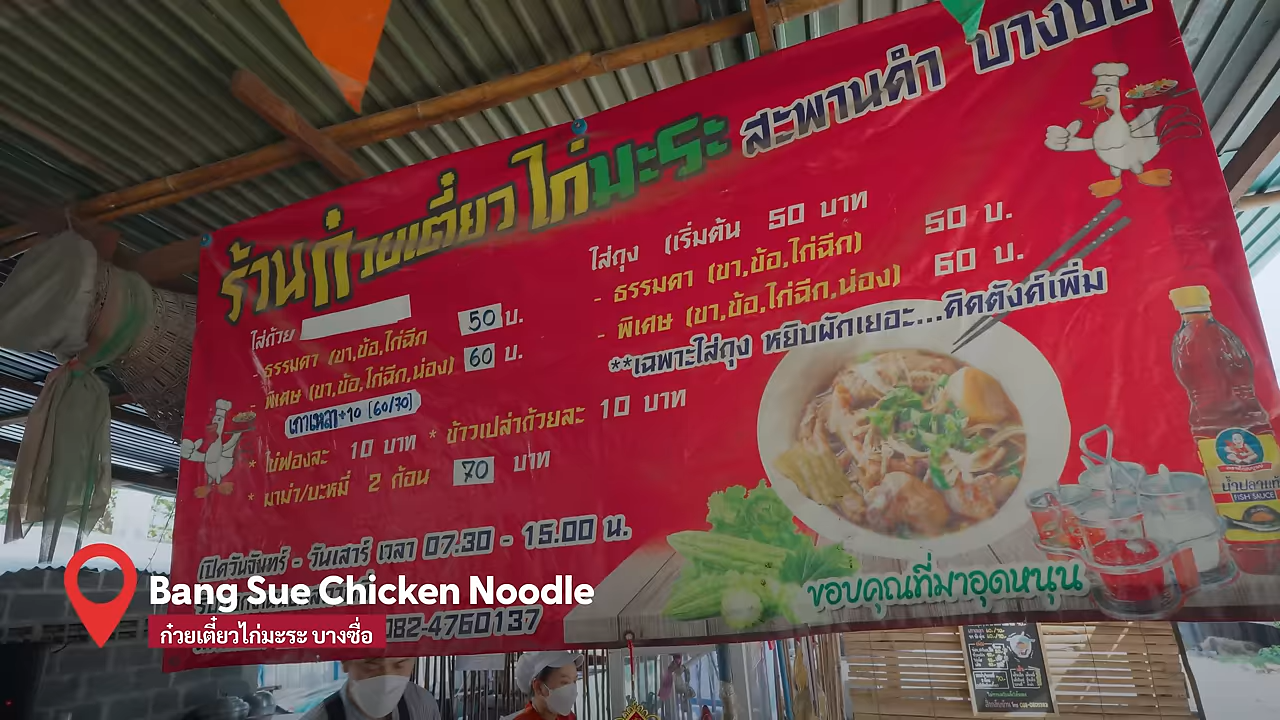 ร้านก๋วยเตี๋ยวไก่มะระ สะพานดำ บางซื่อ
ใส่ถ้วย
- ธรรมดา (ขา,ข้อ,ไก่ฉีก 50 บ.
- พิเศษ (ขา,ข้อ,ไก่ฉีก,น่อง) 60 บ.
เกาเหลา+10 (60/70)
* ไข่ฟองละ 10 บาท * ข้าวเปล่าถ้วยละ 10 บาท
* มาม่า/บะหมี่ 2 ก้อน 70 บาท
ใส่ถุง (เริ่มต้น 50 บาท
- ธรรมดา (ขา,ข้อ,ไก่ฉีก) 50 บ.
- พิเศษ (ขา,ข้อ,ไก่ฉีก,น่อง) 60 บ.
**เฉพาะใส่ถุง หยิบผักเยอะ...คิดตังค์เพิ่ม
เปิดวันจันทร์ - วันเสาร์ เวลา 07.30 - 15.00 น.
082-4760137
ขอบคุณที่มาอุดหนุน
น้ำปลาแท้
FISH SAUCE
Bang Sue Chicken Noodle
ก๋วยเตี๋ยวไก่มะระ บางซื่อ